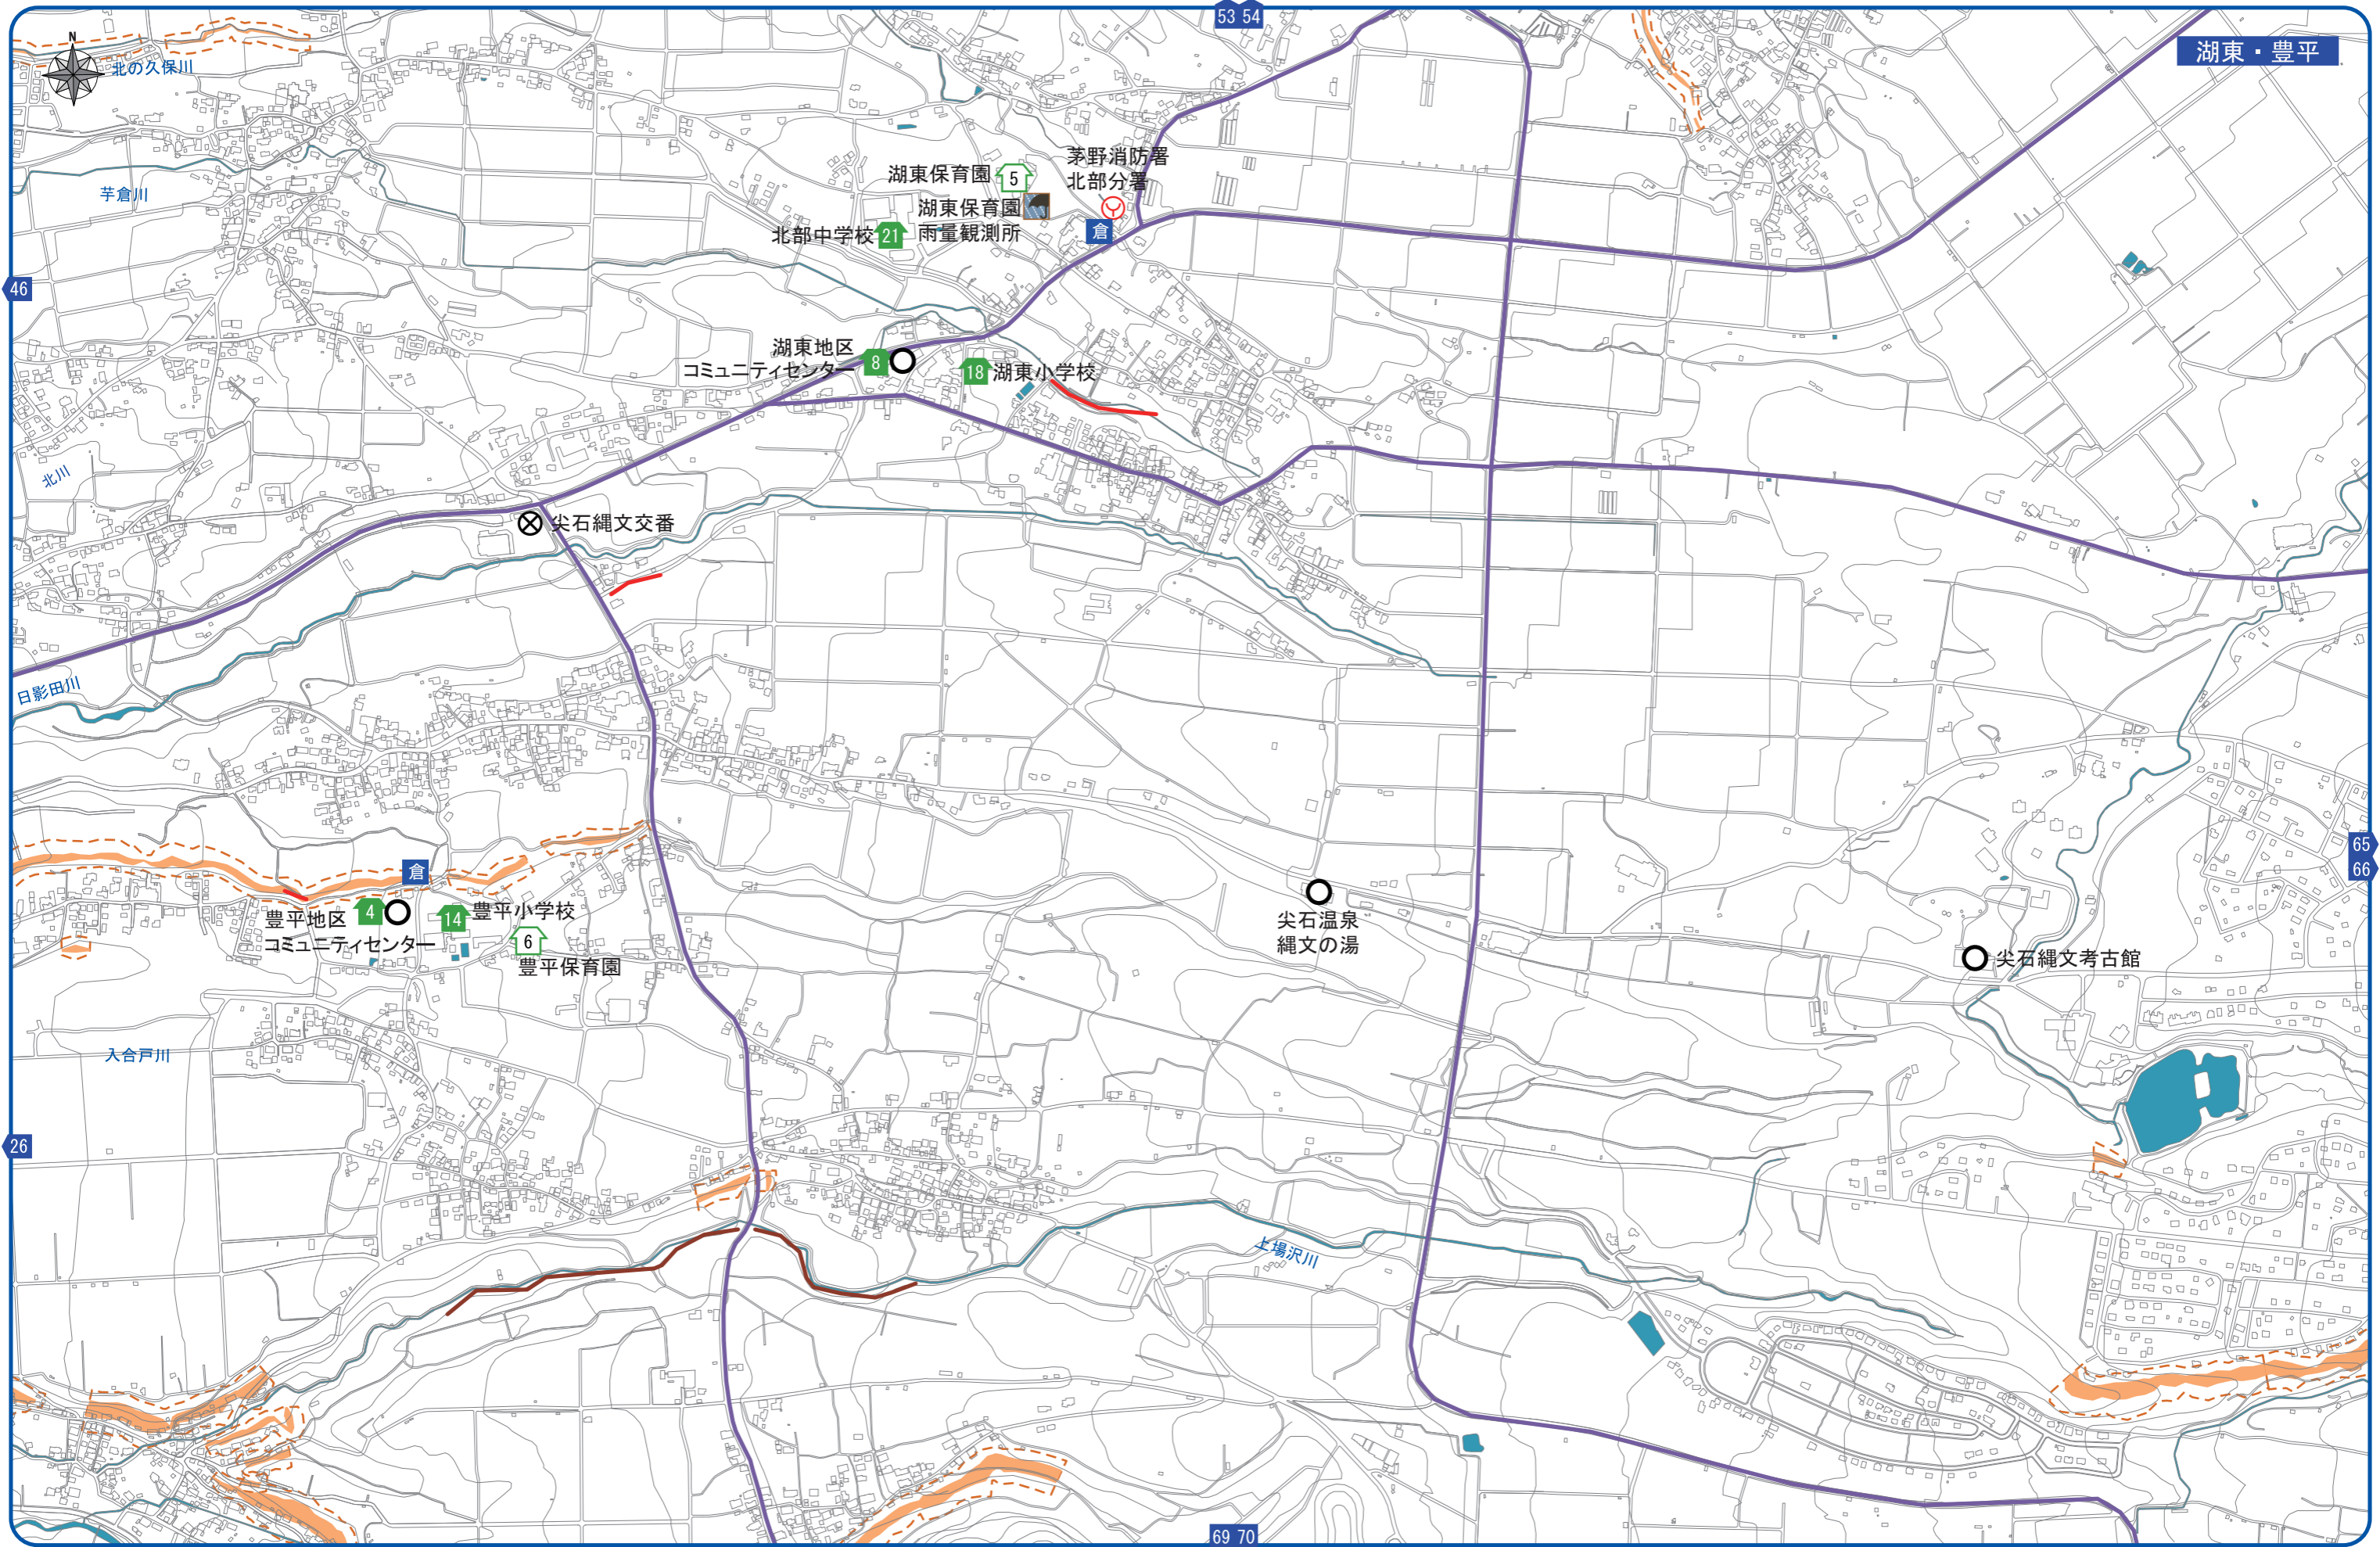 53 54
湖東・豊平
N
北の久保川
芋倉川
茅野消防署
北部分署
湖東保育園
5
湖東保育園
雨量観測所
北部中学校
21
倉
46
湖東地区
コミュニティセンター
8
18
湖東小学校
北川
尖石縄文交番
日影田川
65
66
倉
豊平地区
コミュニティセンター
4
14
豊平小学校
6
豊平保育園
尖石温泉
縄文の湯
尖石縄文考古館
入合戸川
26
上場沢川
69 70